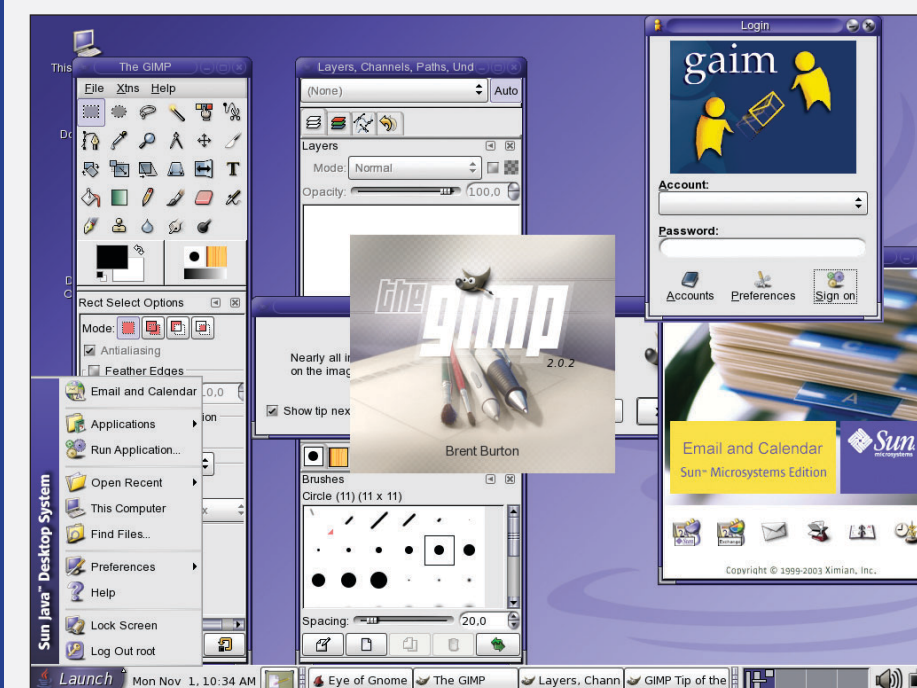 This
The GIMP
File Xtns Help
Rect Select Options
Mode:
Antialiasing
Feather Edges
Layers, Channels, Paths, Und
(None)
Auto
Layers
Mode: Normal
Opacity:
100,0
Nearly all
on the
Show tip
the gimp
2.0.2
Brent Burton
Brushes
Circle (11) (11 x 11)
Spacing:
20,0
Login
gaim
Account:
Password:
Accounts Preferences Sign on
Email and Calendar
Sun™ Microsystems Edition
Sun
microsystems
Copyright © 1999-2003 Ximian, Inc.
Sun Java™ Desktop System
Email and Calendar
Applications
Run Application...
Open Recent
This Computer
Find Files...
Preferences
Help
Lock Screen
Log Out root
Launch
Mon Nov 1, 10:34 AM
Eye of Gnome
The GIMP
Layers, Chann
GIMP Tip of the